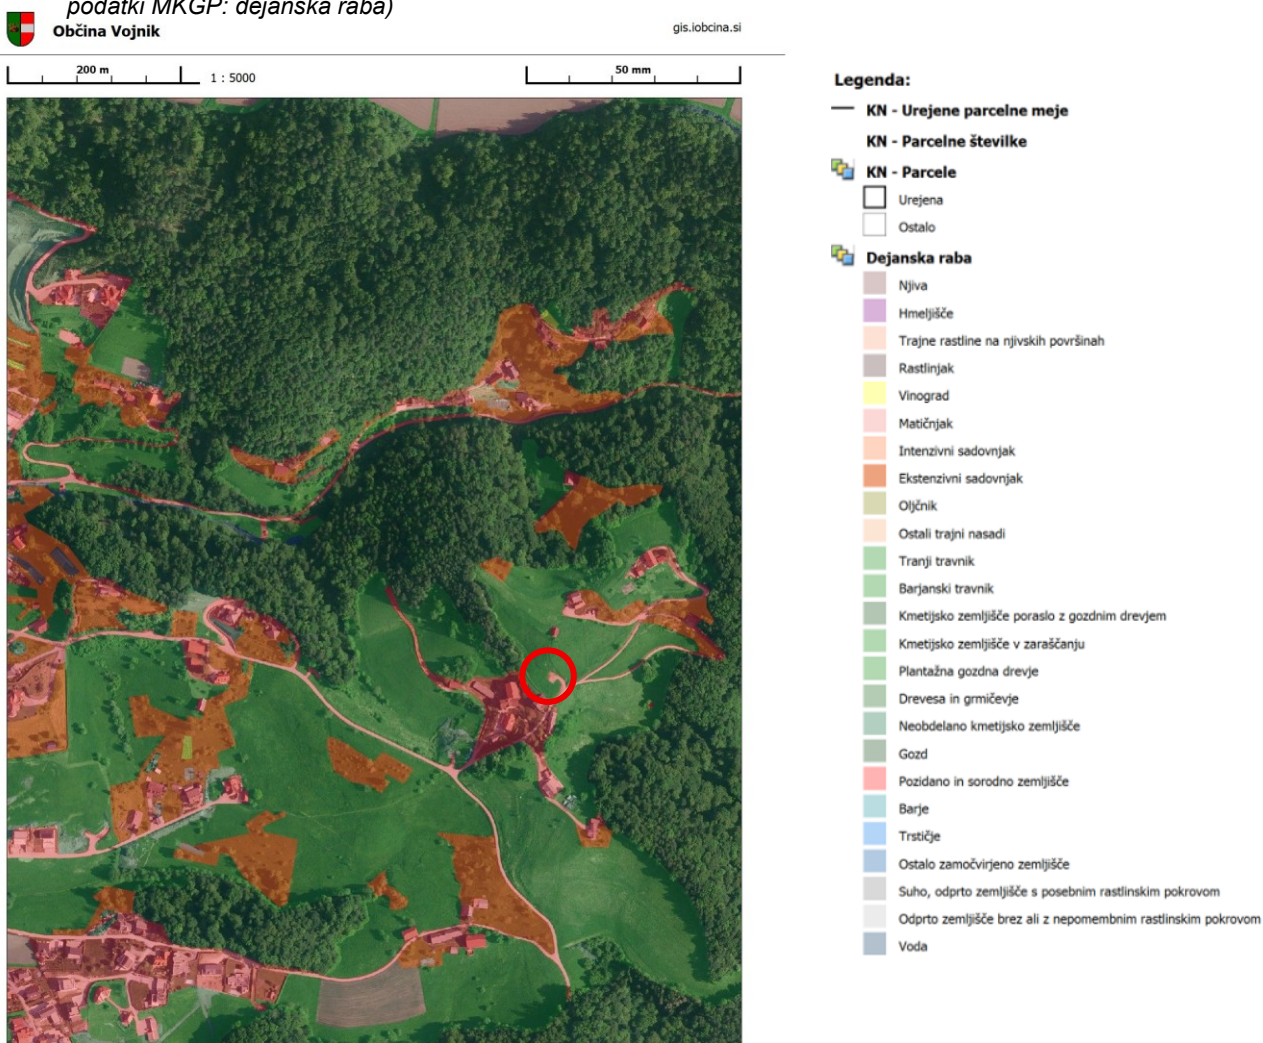 podatki MKGP: dejanska raba)
Občina Vojnik
gis.iobcina.si
200 m
1 : 5000
50 mm
Legenda:
KN - Urejene parcelne meje
KN - Parcelne številke
KN - Parcele
Urejena
Ostalo
Dejanska raba
Njiva
Hmeljišče
Trajne rastline na njivskih površinah
Rastlinjak
Vinograd
Matičnjak
Intenzivni sadovnjak
Ekstenzivni sadovnjak
Oljčnik
Ostali trajni nasadi
Tranji travnik
Barjanski travnik
Kmetijsko zemljišče poraslo z gozdnim drevjem
Kmetijsko zemljišče v zaraščanju
Plantažna gozdna drevje
Drevesa in grmičevje
Neobdelano kmetijsko zemljišče
Gozd
Pozidano in sorodno zemljišče
Barje
Trstičje
Ostalo zamočvirjeno zemljišče
Suho, odprto zemljišče s posebnim rastlinskim pokrovom
Odprto zemljišče brez ali z nepomembnim rastlinskim pokrovom
Voda